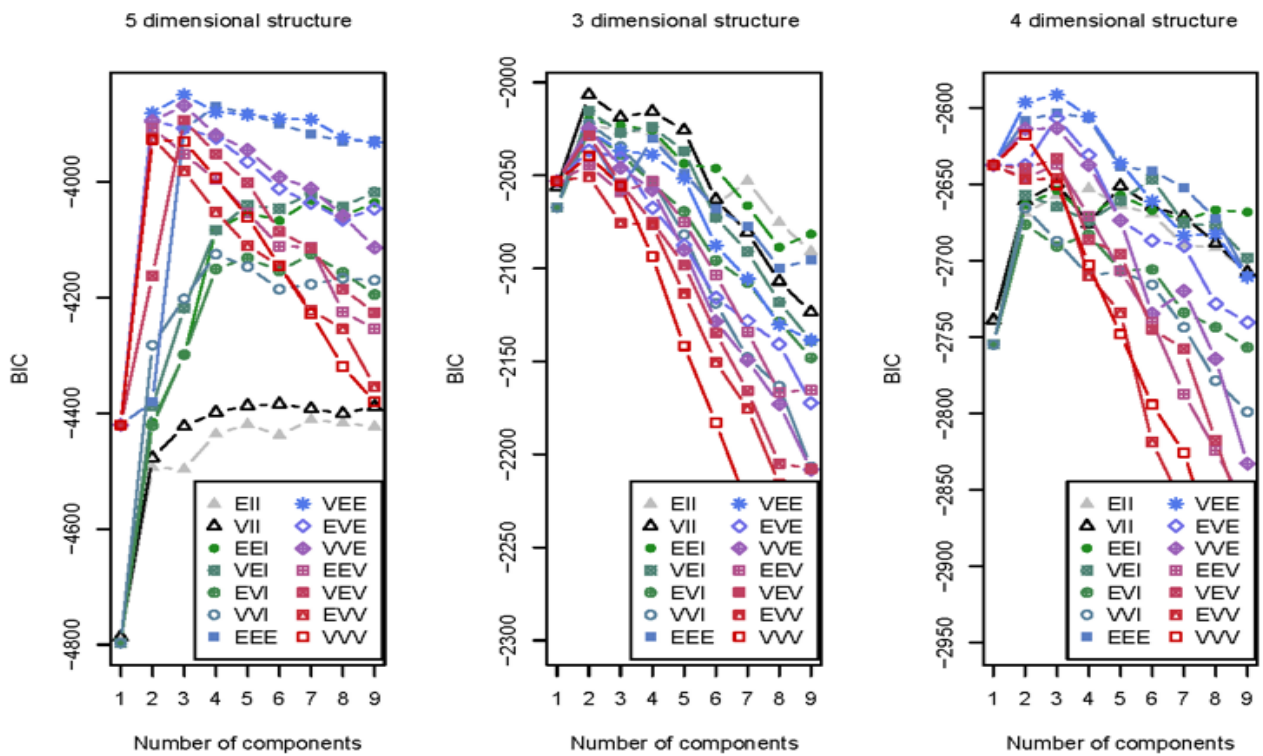 5 dimensional structure
3 dimensional structure
4 dimensional structure
BIC
−4000
−4200
−4400
−4600
−4800
1 2 3 4 5 6 7 8 9
Number of components
EII VEE
VII EVE
EEI VVE
VEI EEV
EVI VEV
VVI EVV
EEE VVV
BIC
−2000
−2050
−2100
−2150
−2200
−2250
−2300
1 2 3 4 5 6 7 8 9
Number of components
EII VEE
VII EVE
EEI VVE
VEI EEV
EVI VEV
VVI EVV
EEE VVV
BIC
−2600
−2650
−2700
−2750
−2800
−2850
−2900
−2950
1 2 3 4 5 6 7 8 9
Number of components
EII VEE
VII EVE
EEI VVE
VEI EEV
EVI VEV
VVI EVV
EEE VVV